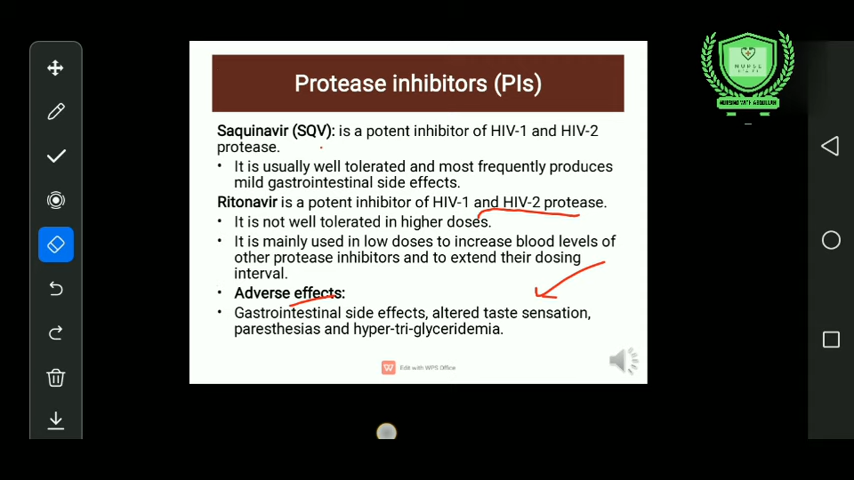 Protease inhibitors (PIs)
NURSE
NURSING WITH ABDULLAH
Saquinavir (SQV): is a potent inhibitor of HIV-1 and HIV-2
protease.
• It is usually well tolerated and most frequently produces
mild gastrointestinal side effects.
Ritonavir is a potent inhibitor of HIV-1 and HIV-2 protease.
• It is not well tolerated in higher doses.
• It is mainly used in low doses to increase blood levels of
other protease inhibitors and to extend their dosing
interval.
• Adverse effects:
• Gastrointestinal side effects, altered taste sensation,
paresthesias and hyper-tri-glyceridemia.
W Edit with WPS Office